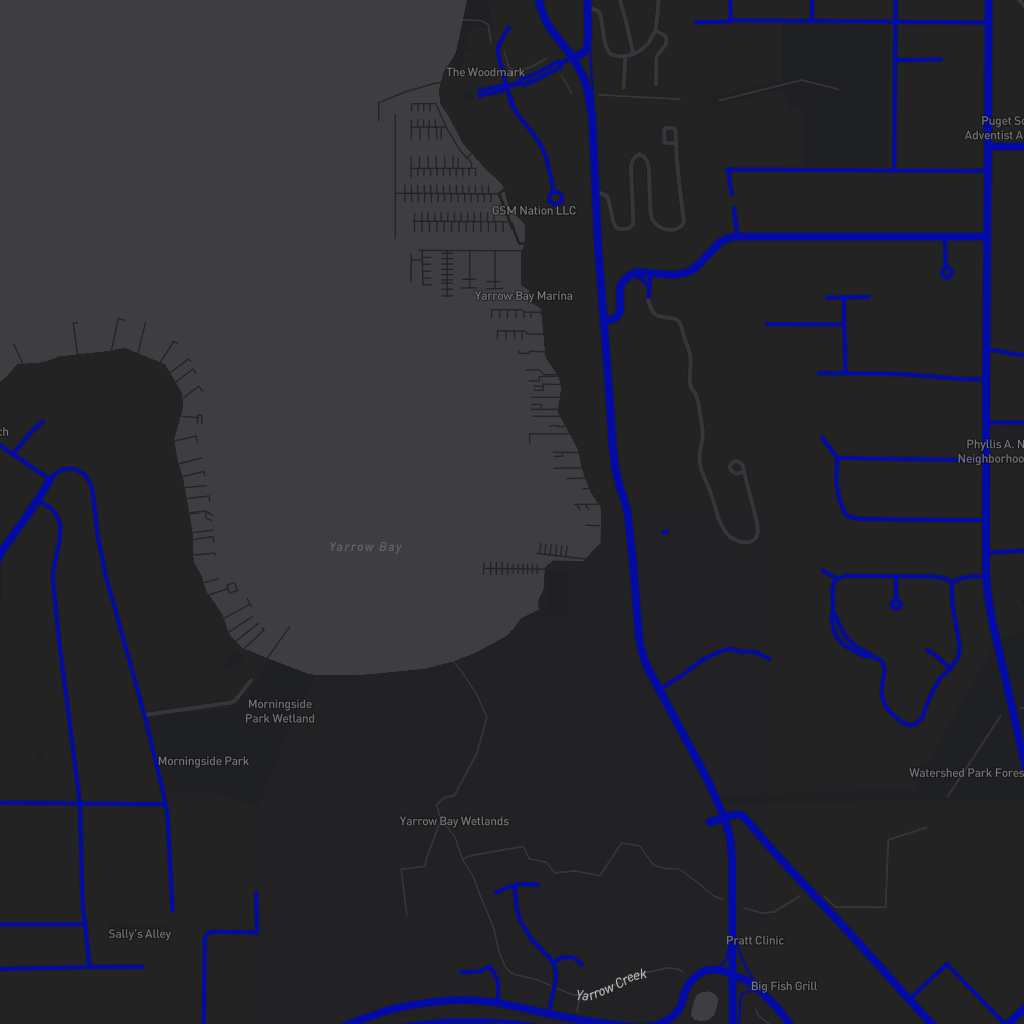 The Woodmark
Puget So
Adventist A
GSM Nation LLC
Yarrow Bay Marina
ch
Phyllis A. N
Neighborhoo
Yarrow Bay
Morningside
Park Wetland
Morningside Park
Watershed Park Fores
Yarrow Bay Wetlands
Sally's Alley
Pratt Clinic
Yarrow Creek
Big Fish Grill